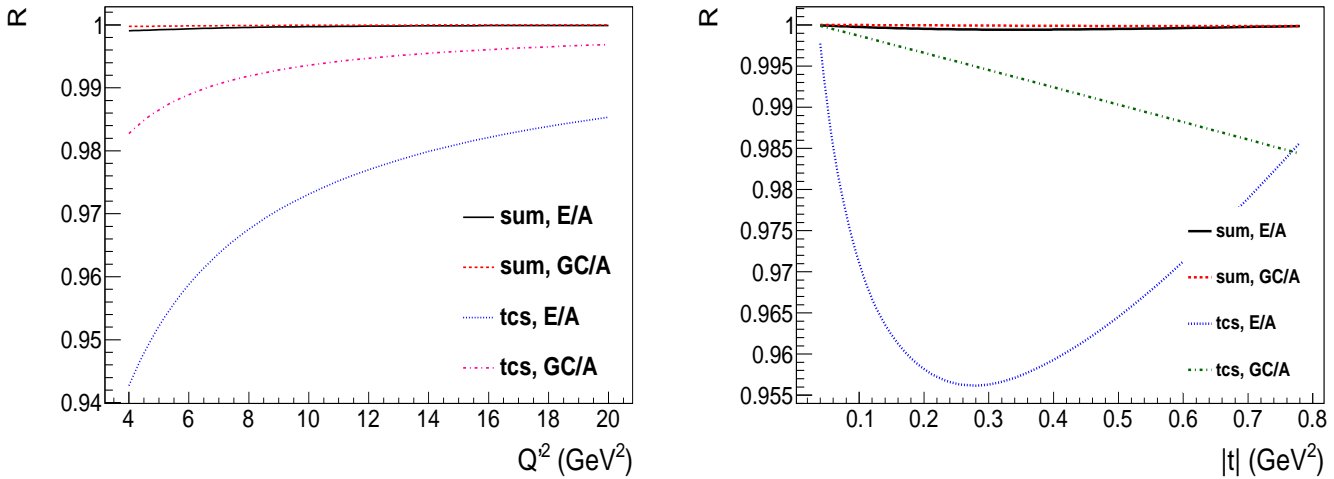 R
1
0.99
0.98
0.97
0.96
0.95
0.94
4 6 8 10 12 14 16 18 20
Q'² (GeV²)
sum, E/A
sum, GC/A
tcs, E/A
tcs, GC/A
R
1
0.995
0.99
0.985
0.98
0.975
0.97
0.965
0.96
0.955
0.1 0.2 0.3 0.4 0.5 0.6 0.7 0.8
|t| (GeV²)
sum, E/A
sum, GC/A
tcs, E/A
tcs, GC/A